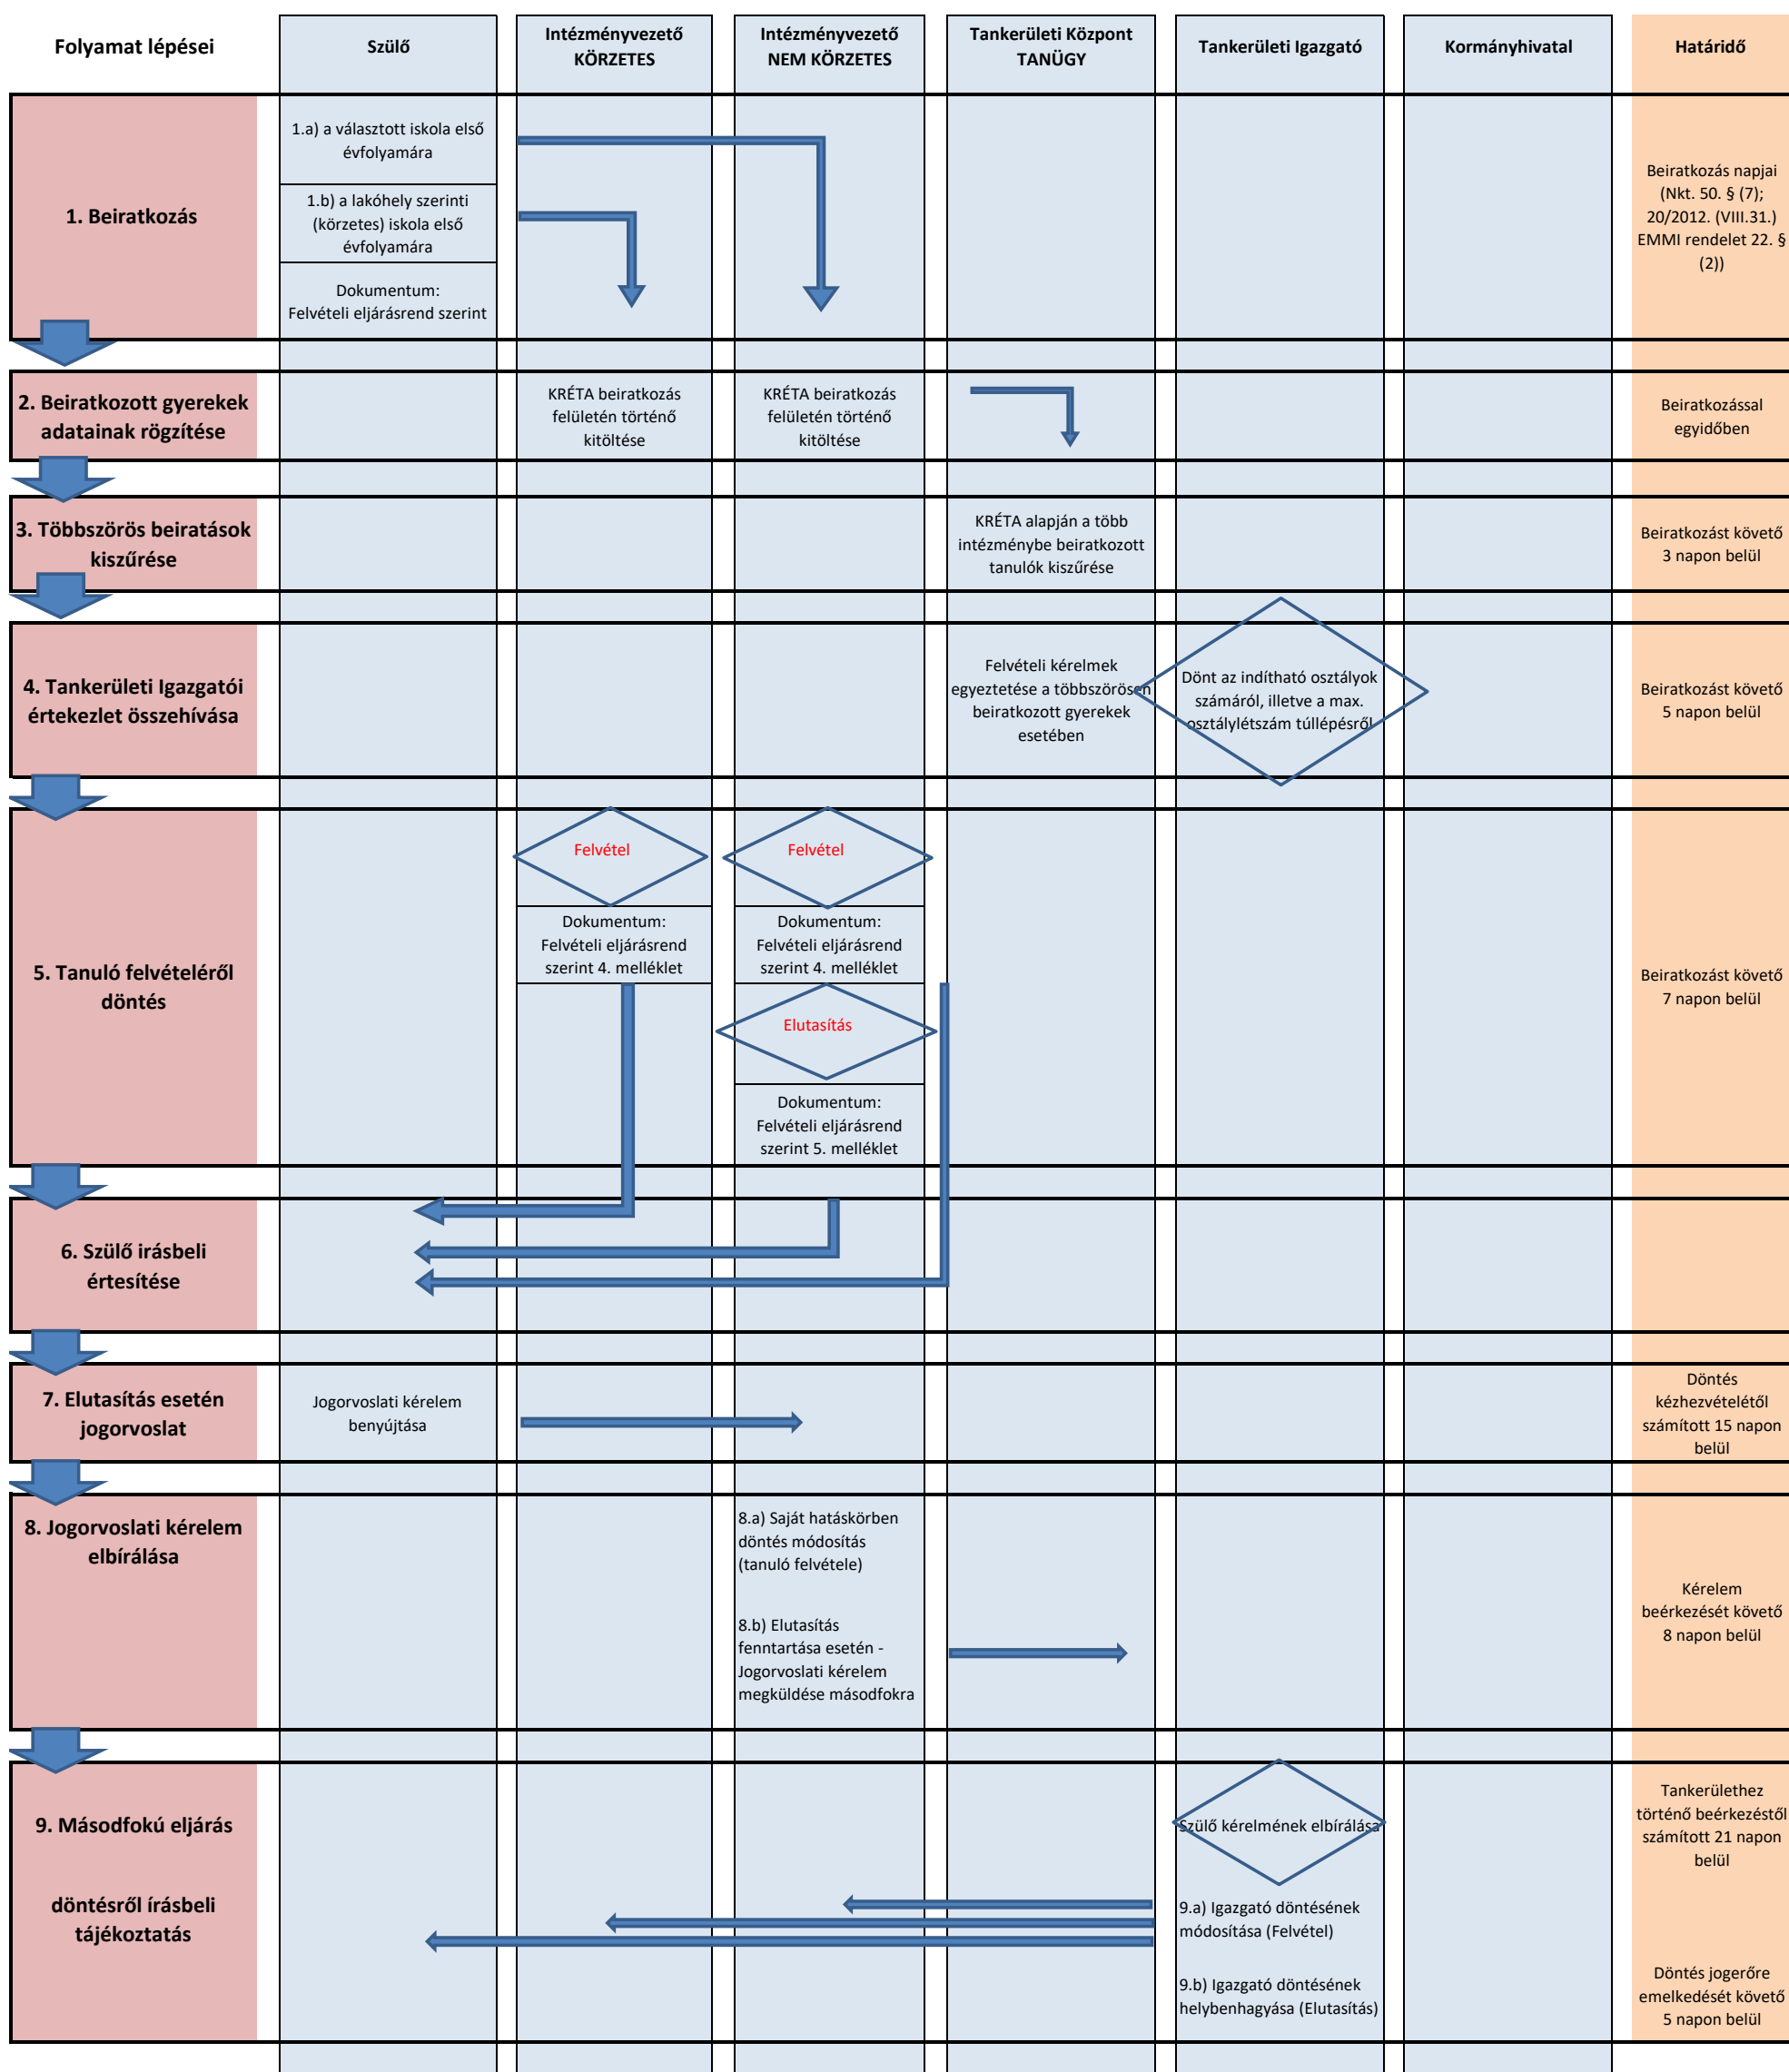 Folyamat lépései
Szülő
Intézményvezető
KÖRZETES
Intézményvezető
NEM KÖRZETES
Tankerületi Központ
TANÜGY
Tankerületi Igazgató
Kormányhivatal
Határidő
1. Beiratkozás
1.a) a választott iskola első
évfolyamára
1.b) a lakóhely szerinti
(körzetes) iskola első
évfolyamára
Dokumentum:
Felvételi eljárásrend szerint
Beiratkozás napjai
(Nkt. 50. § (7);
20/2012. (VIII.31.)
EMMI rendelet 22. §
(2))
2. Beiratkozott gyerekek
adatainak rögzítése
KRÉTA beiratkozás
felületén történő
kitöltése
KRÉTA beiratkozás
felületén történő
kitöltése
Beiratkozással
egyidőben
3. Többszörös beiratások
kiszűrése
KRÉTA alapján a több
intézménybe beiratkozott
tanulók kiszűrése
Beiratkozást követő
3 napon belül
4. Tankerületi Igazgatói
értekezlet összehívása
Felvételi kérelmek
egyeztetése a többszörösen
beiratkozott gyerekek
esetében
Dönt az indítható osztályok
számáról, illetve a max.
osztálylétszám túllépésről
Beiratkozást követő
5 napon belül
5. Tanuló felvételéről
döntés
Felvétel
Dokumentum:
Felvételi eljárásrend
szerint 4. melléklet
Felvétel
Dokumentum:
Felvételi eljárásrend
szerint 4. melléklet
Elutasítás
Dokumentum:
Felvételi eljárásrend
szerint 5. melléklet
Beiratkozást követő
7 napon belül
6. Szülő irásbeli
értesítése
7. Elutasítás esetén
jogorvoslat
Jogorvoslati kérelem
benyújtása
Döntés
kézhezvételétől
számított 15 napon
belül
8. Jogorvoslati kérelem
elbírálása
8.a) Saját hatáskörben
döntés módosítás
(tanuló felvétele)
8.b) Elutasítás
fenntartása esetén -
Jogorvoslati kérelem
megküldése másodfokra
Kérelem
beérkezését követő
8 napon belül
9. Másodfokú eljárás
döntésről írásbeli
tájékoztatás
Szülő kérelmének elbírálása
9.a) Igazgató döntésének
módosítása (Felvétel)
9.b) Igazgató döntésének
helybenhagyása (Elutasítás)
Tankerülethez
történő beérkezéstől
számított 21 napon
belül
Döntés jogerőre
emelkedését követő
5 napon belül